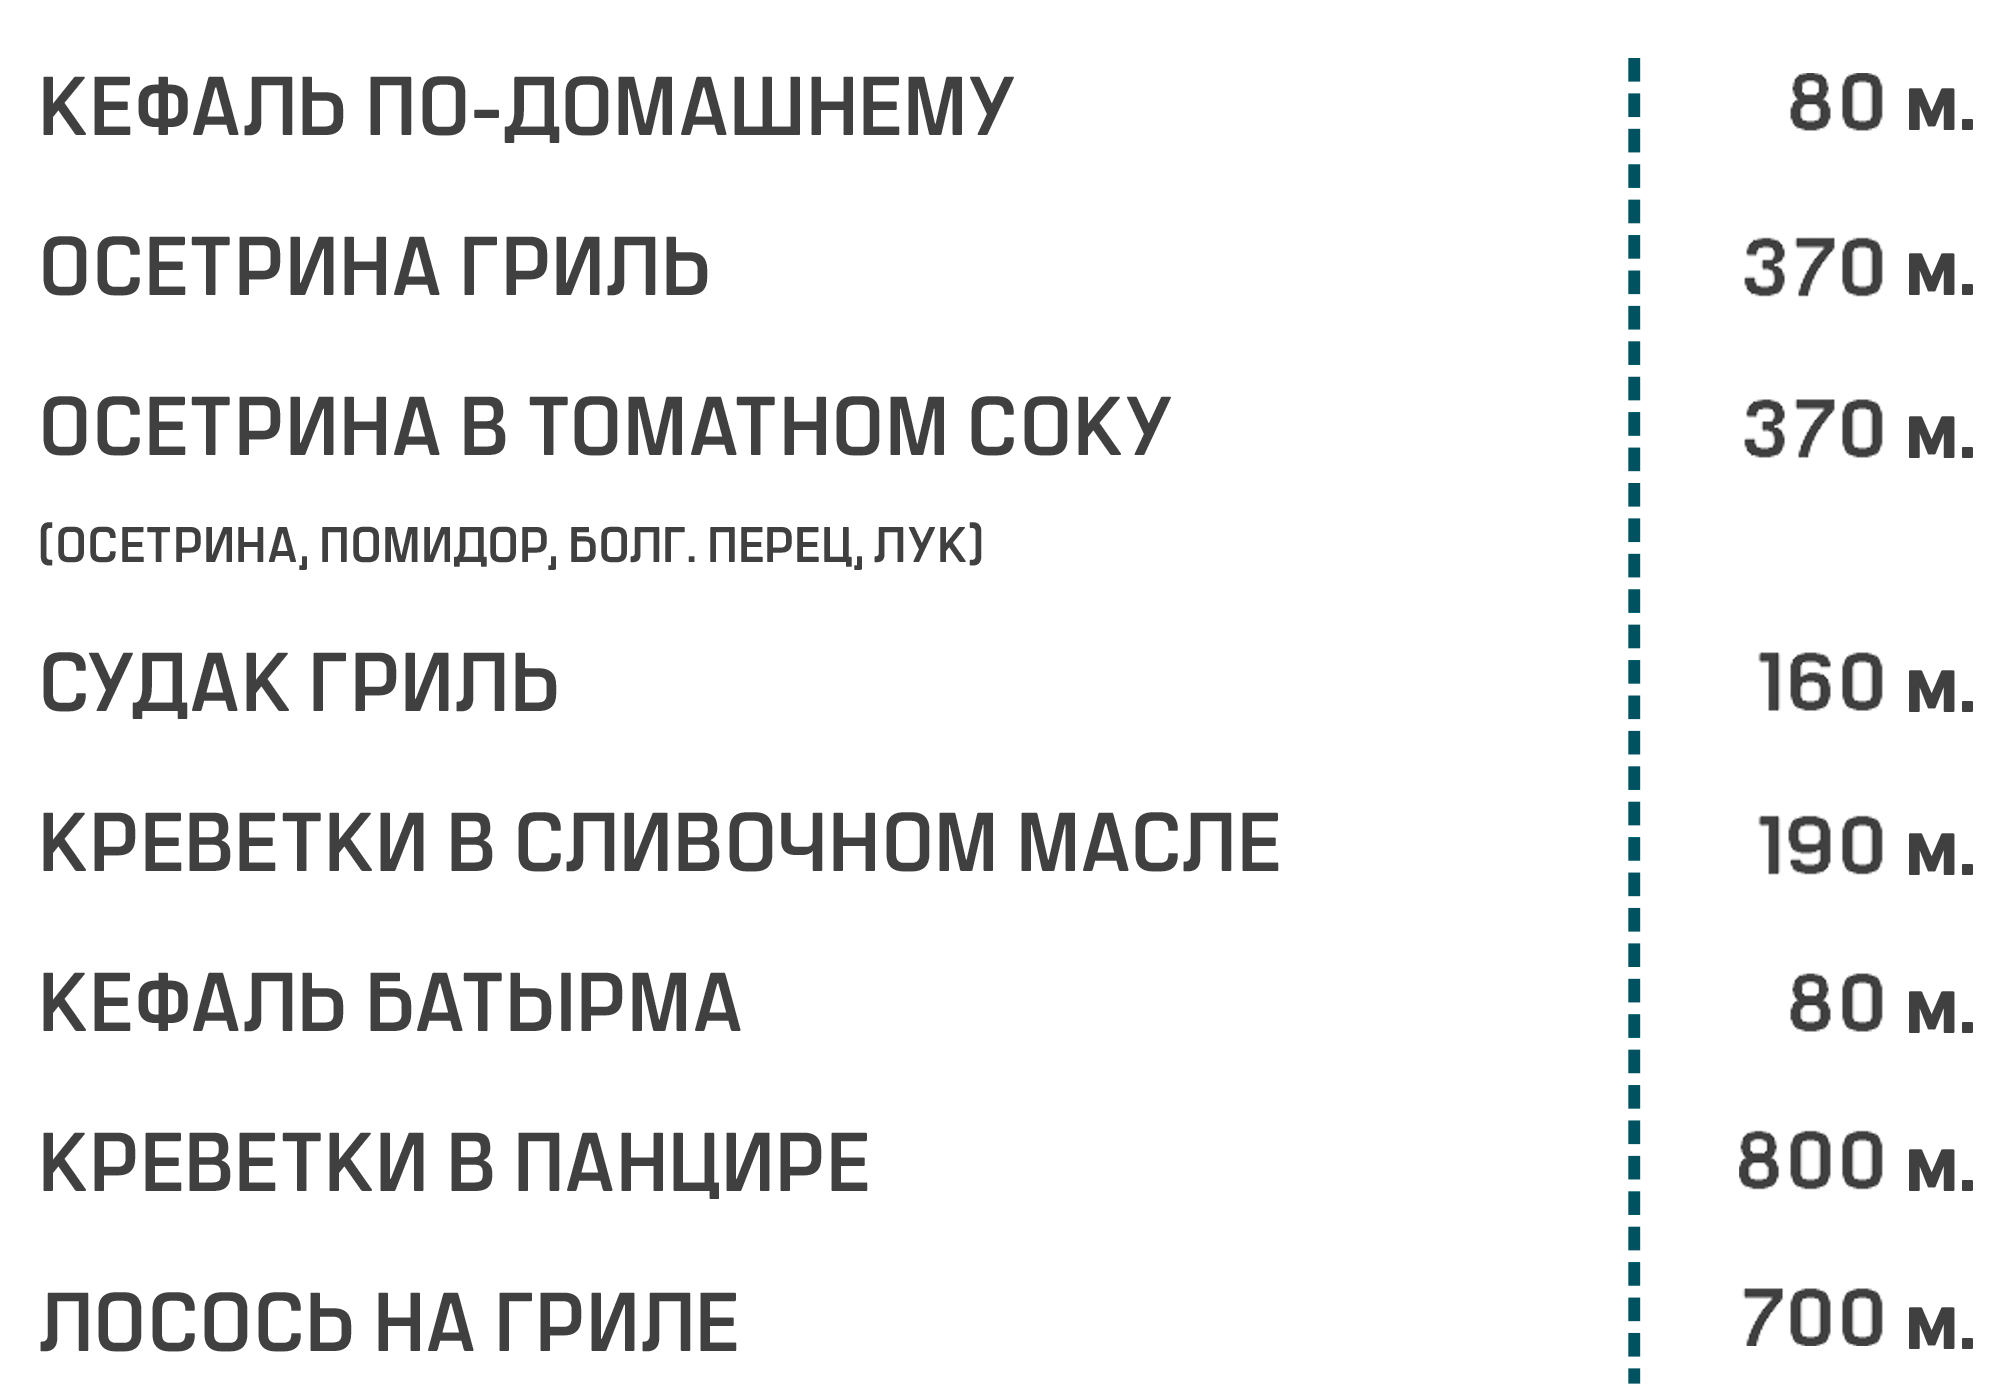 КЕФАЛЬ ПО-ДОМАШНЕМУ 80 м.
ОСЕТРИНА ГРИЛЬ 370 м.
ОСЕТРИНА В ТОМАТНОМ СОКУ 370 м.
(ОСЕТРИНА, ПОМИДОР, БОЛГ. ПЕРЕЦ, ЛУК)
СУДАК ГРИЛЬ 160 м.
КРЕВЕТКИ В СЛИВОЧНОМ МАСЛЕ 190 м.
КЕФАЛЬ БАТЫРМА 80 м.
КРЕВЕТКИ В ПАНЦИРЕ 800 м.
ЛОСОСЬ НА ГРИЛЕ 700 м.